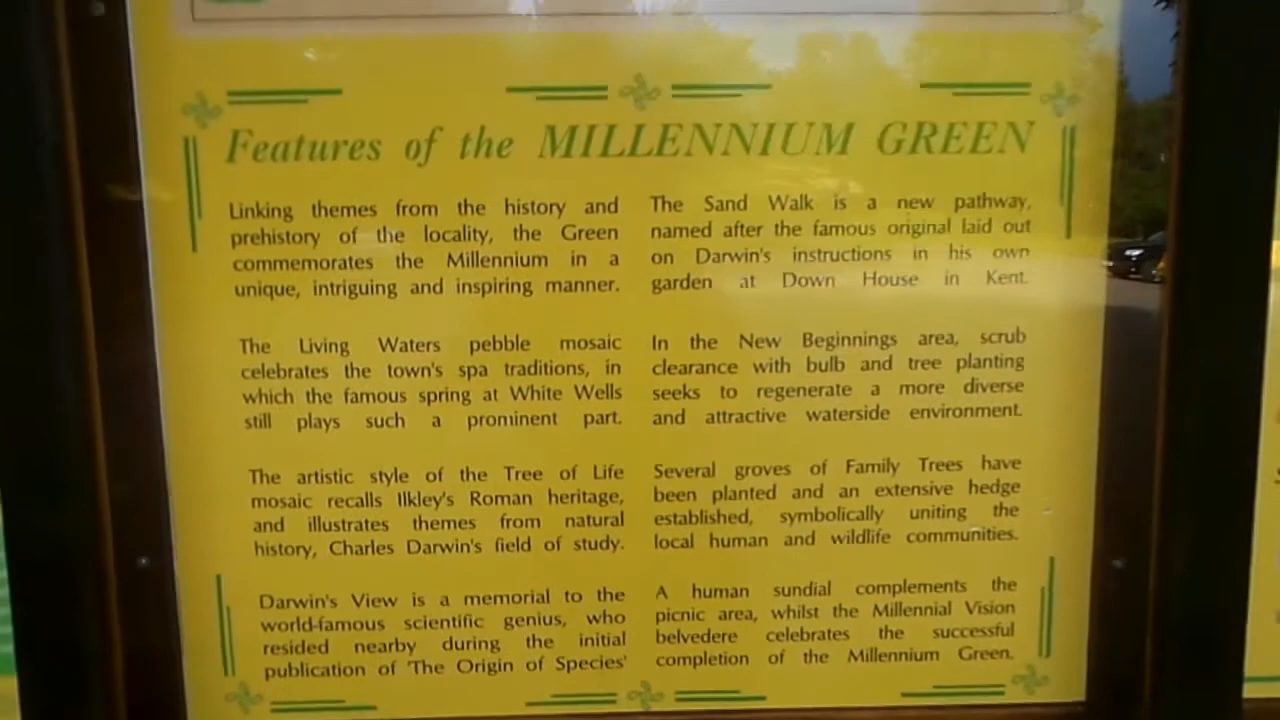 Features of the MILLENNIUM GREEN
Linking themes from the history and
prehistory of the locality, the Green
commemorates the Millennium in a
unique, intriguing and inspiring manner.
The Living Waters pebble mosaic
celebrates the town's spa traditions, in
which the famous spring at White Wells
still plays such a prominent part.
The artistic style of the Tree of Life
mosaic recalls Ilkley's Roman heritage,
and illustrates themes from natural
history, Charles Darwin's field of study.
Darwin's View is a memorial to the
world-famous scientific genius, who
resided nearby during the initial
publication of 'The Origin of Species'
The Sand Walk is a new pathway,
named after the famous original laid out
on Darwin's instructions in his own
garden at Down House in Kent.
In the New Beginnings area, scrub
clearance with bulb and tree planting
seeks to regenerate a more diverse
and attractive waterside environment.
Several groves of Family Trees have
been planted and an extensive hedge
established, symbolically uniting the
local human and wildlife communities.
A human sundial complements the
picnic area, whilst the Millennial Vision
belvedere celebrates the successful
completion of the Millennium Green.